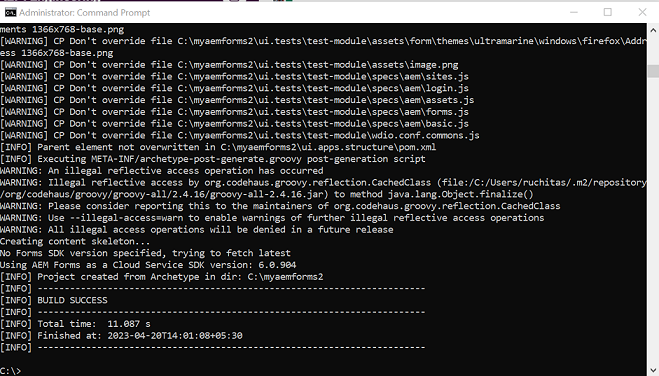 Administrator: Command Prompt
ments 1366x768-base.png
[WARNING] CP Don't override file C:\myaemforms2\ui.tests\test-module\assets\form\themes\ultramarine\windows\firefox\Addr
ess 1366x768-base.png
[WARNING] CP Don't override file C:\myaemforms2\ui.tests\test-module\assets\image.png
[WARNING] CP Don't override file C:\myaemforms2\ui.tests\test-module\specs\aem\sites.js
[WARNING] CP Don't override file C:\myaemforms2\ui.tests\test-module\specs\aem\login.js
[WARNING] CP Don't override file C:\myaemforms2\ui.tests\test-module\specs\aem\assets.js
[WARNING] CP Don't override file C:\myaemforms2\ui.tests\test-module\specs\aem\forms.js
[WARNING] CP Don't override file C:\myaemforms2\ui.tests\test-module\specs\aem\basic.js
[WARNING] CP Don't override file C:\myaemforms2\ui.tests\test-module\wdio.conf.commons.js
[INFO] Parent element not overwritten in C:\myaemforms2\ui.apps.structure\pom.xml
[INFO] Executing META-INF/archetype-post-generate.groovy post-generation script
WARNING: An illegal reflective access operation has occurred
WARNING: Illegal reflective access by org.codehaus.groovy.reflection.CachedClass (file:/C:/Users/ruchitas/.m2/repository
/org/codehaus/groovy/groovy-all/2.4.16/groovy-all-2.4.16.jar) to method java.lang.Object.finalize()
WARNING: Please consider reporting this to the maintainers of org.codehaus.groovy.reflection.CachedClass
WARNING: Use --illegal-access=warn to enable warnings of further illegal reflective access operations
WARNING: All illegal access operations will be denied in a future release
Creating content skeleton...
No Forms SDK version specified, trying to fetch latest
Using AEM Forms as a Cloud Service SDK version: 6.0.904
[INFO] Project created from Archetype in dir: C:\myaemforms2
[INFO] ------------------------------------------------------------------------
[INFO] BUILD SUCCESS
[INFO] ------------------------------------------------------------------------
[INFO] Total time:  11.087 s
[INFO] Finished at: 2023-04-20T14:01:08+05:30
[INFO] ------------------------------------------------------------------------
C:\>